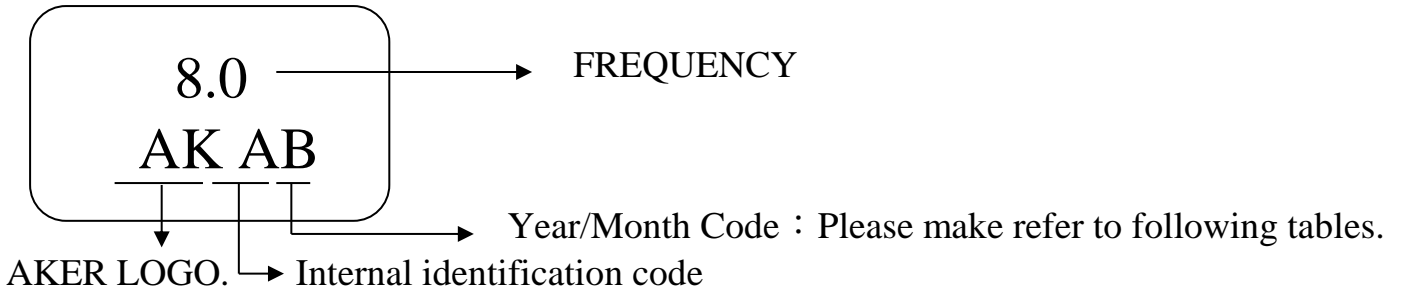 8.0 FREQUENCY
AK AB
Year/Month Code：Please make refer to following tables.
AKER LOGO. Internal identification code